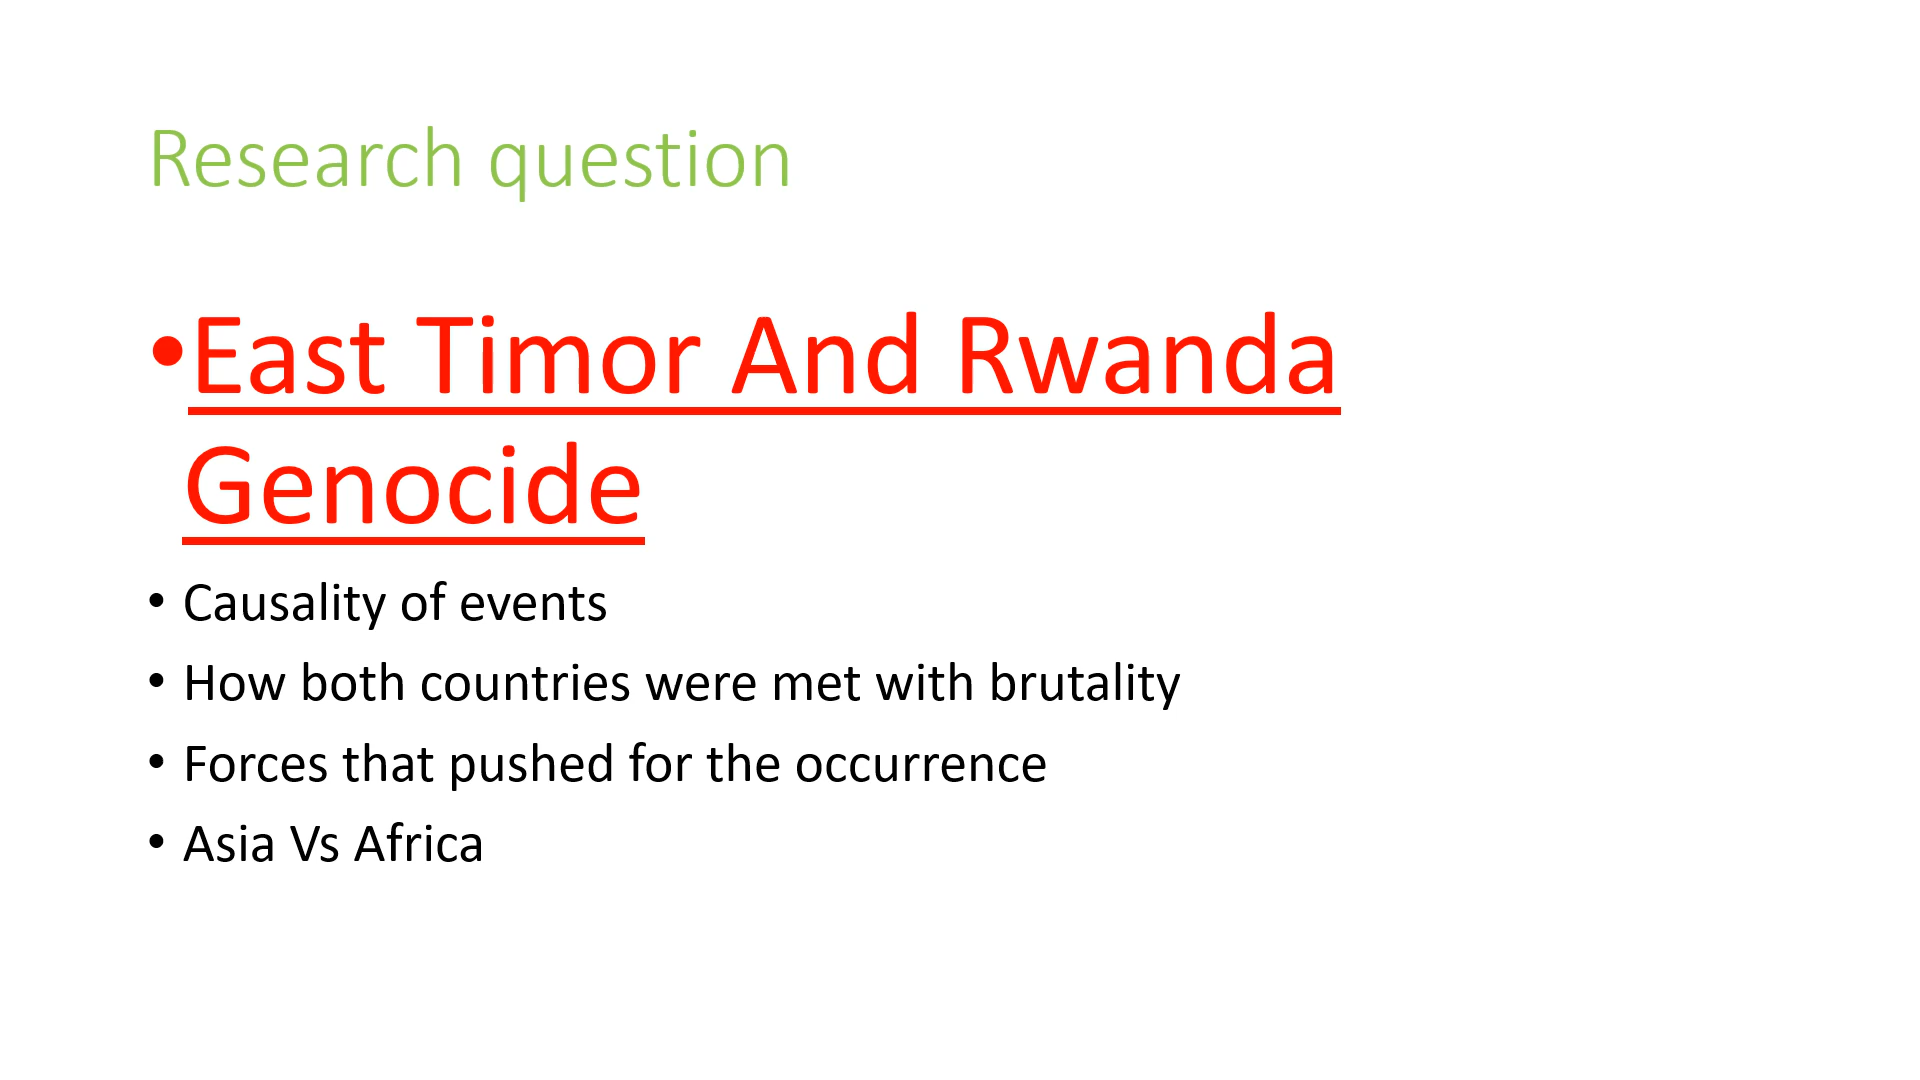 Research question
•East Timor And Rwanda
Genocide
• Causality of events
• How both countries were met with brutality
• Forces that pushed for the occurrence
• Asia Vs Africa